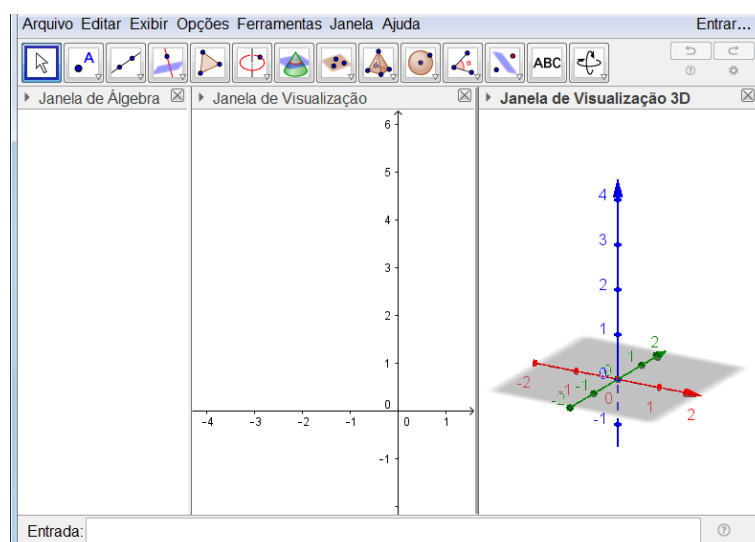 Arquivo Editar Exibir Opções Ferramentas Janela Ajuda Entrar...
A α ABC
Janela de Álgebra
Janela de Visualização
Janela de Visualização 3D
6
5
4
3
2
1
0
-4 -3 -2 -1 0 1
-1
4
3
2
1
0
-1
-2 -1 0 1 2
-2 -1 0 1 2
Entrada: